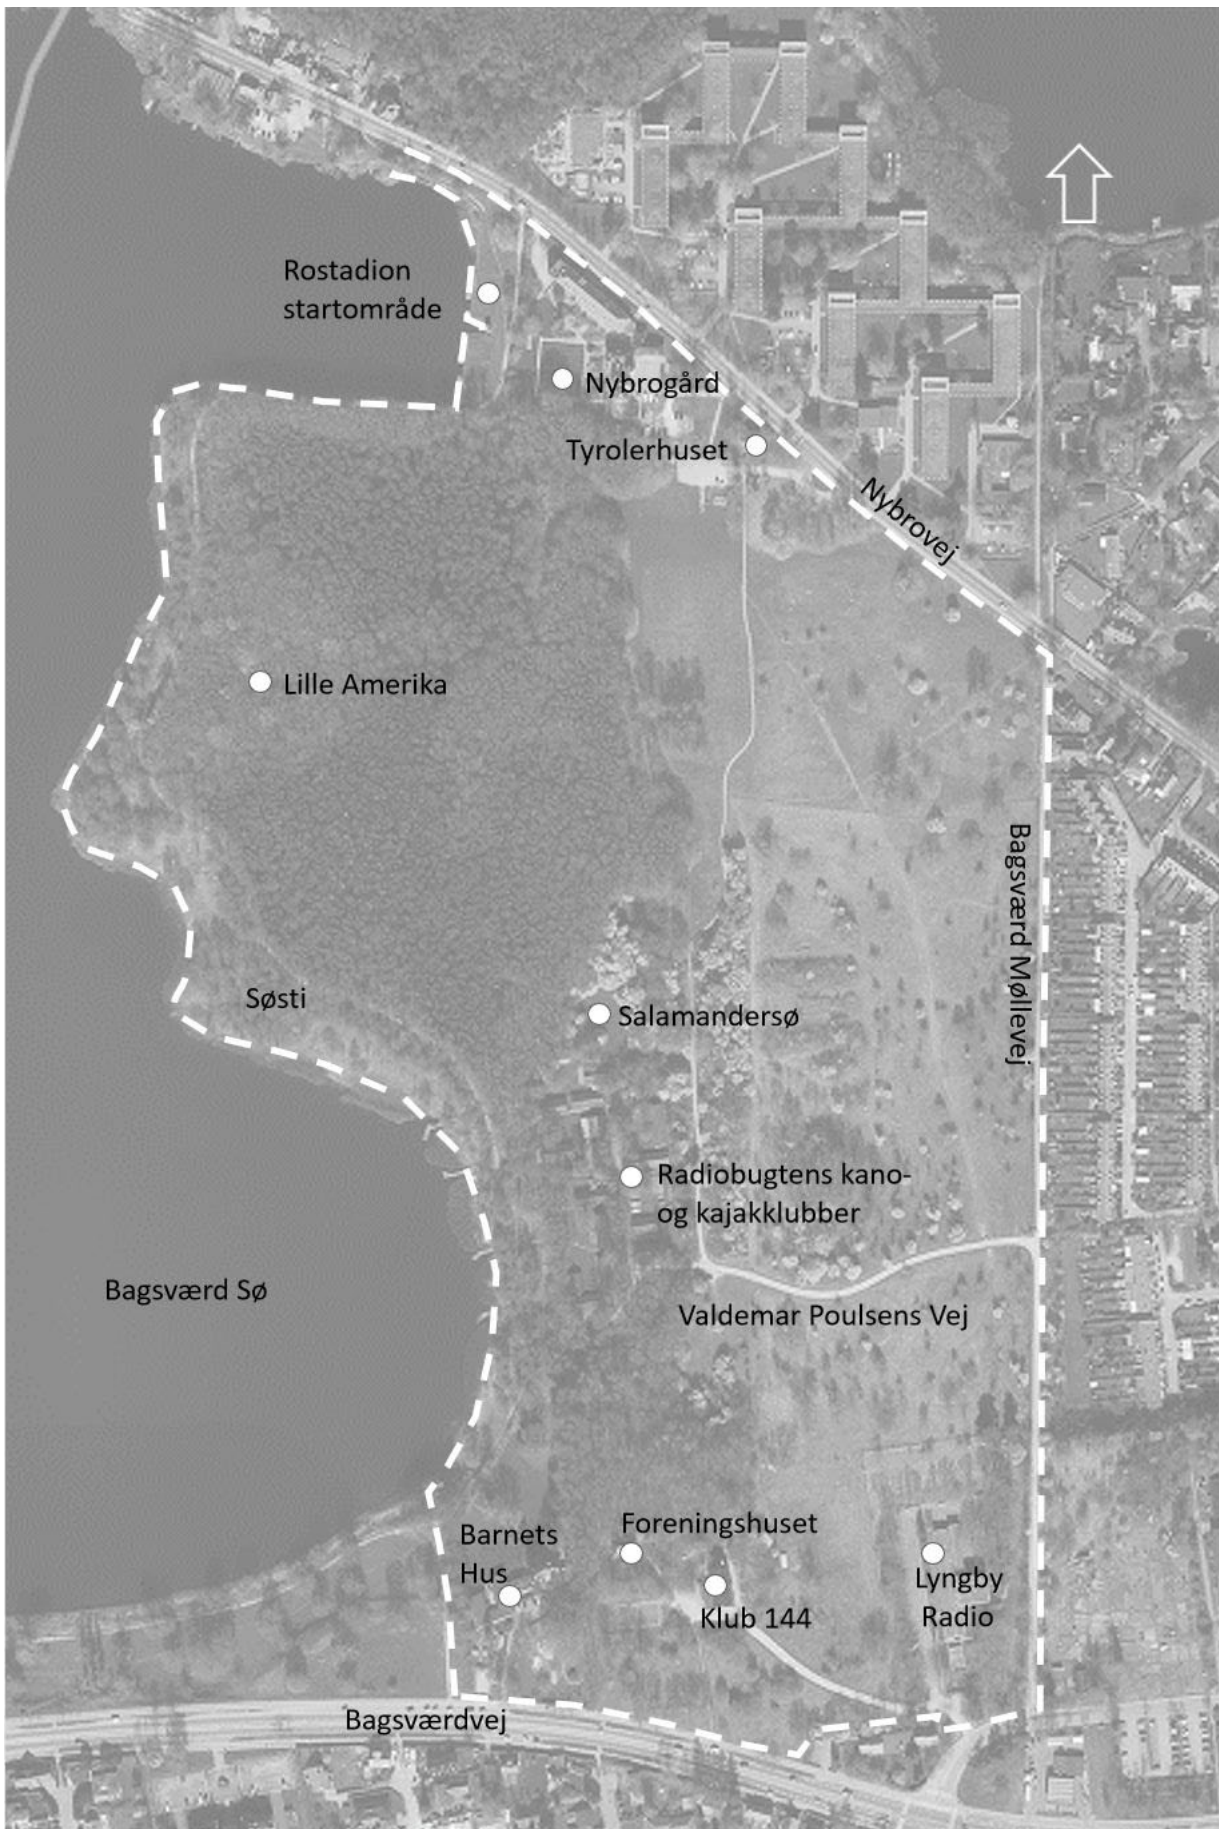 Rostadion
startområde
Nybrogård
Tyrolerhuset
Nybrovej
Lille Amerika
Bagsværd Møllevej
Søsti
Salamandersø
Radiobugtens kano-
og kajakklubber
Bagsværd Sø
Valdemar Poulsens Vej
Foreningshuset
Barnets
Hus
Klub 144
Lyngby
Radio
Bagsværdvej